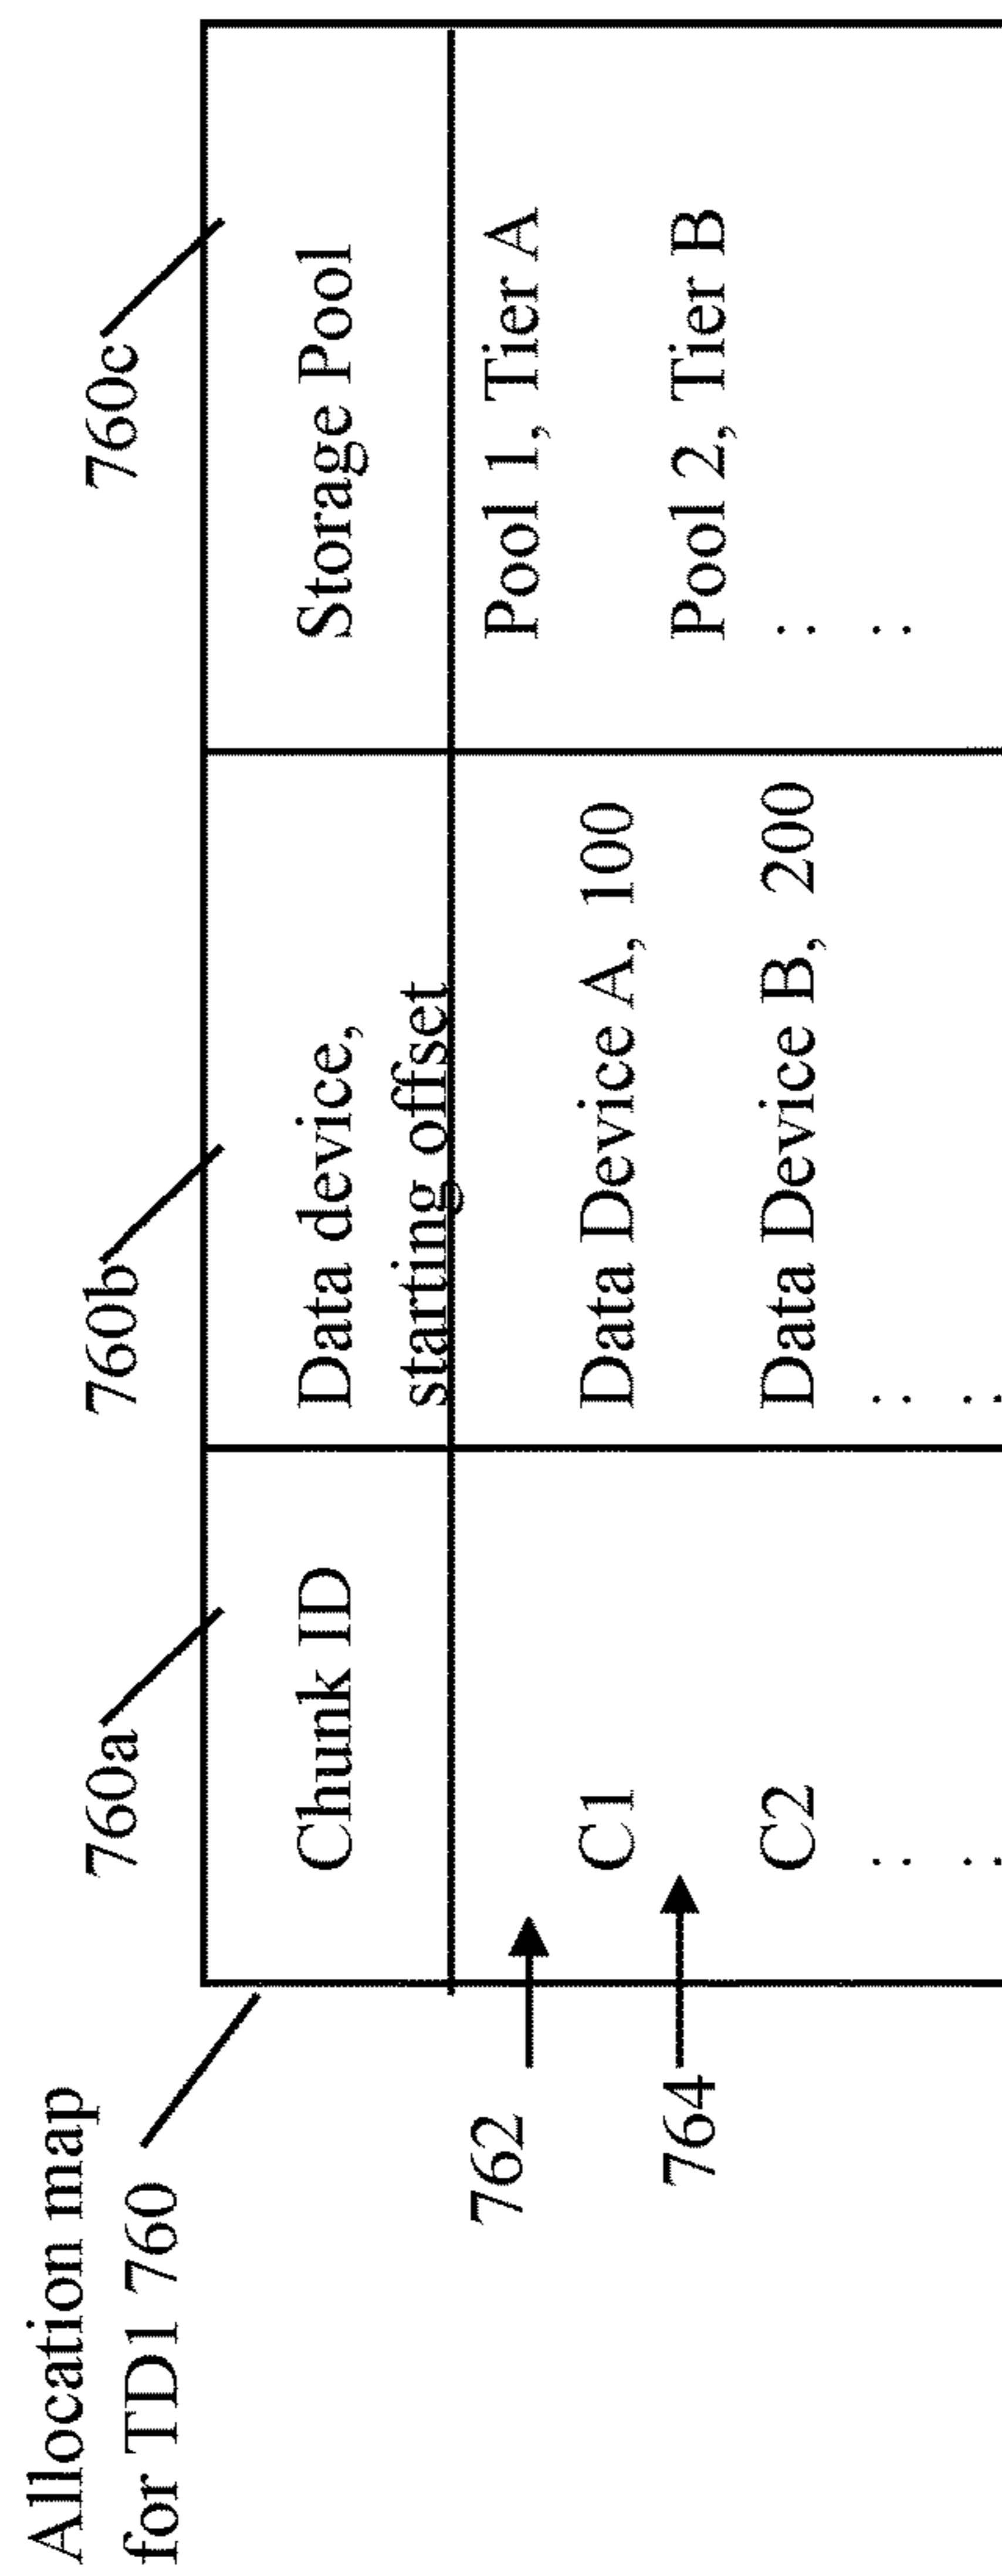 Allocation map
for TD1 760
760a
760b
760c
Chunk ID
Data device,
starting offset
Storage Pool
762
Pool 1, Tier A
C1
Data Device A, 100
764
Pool 2, Tier B
C2
Data Device B, 200